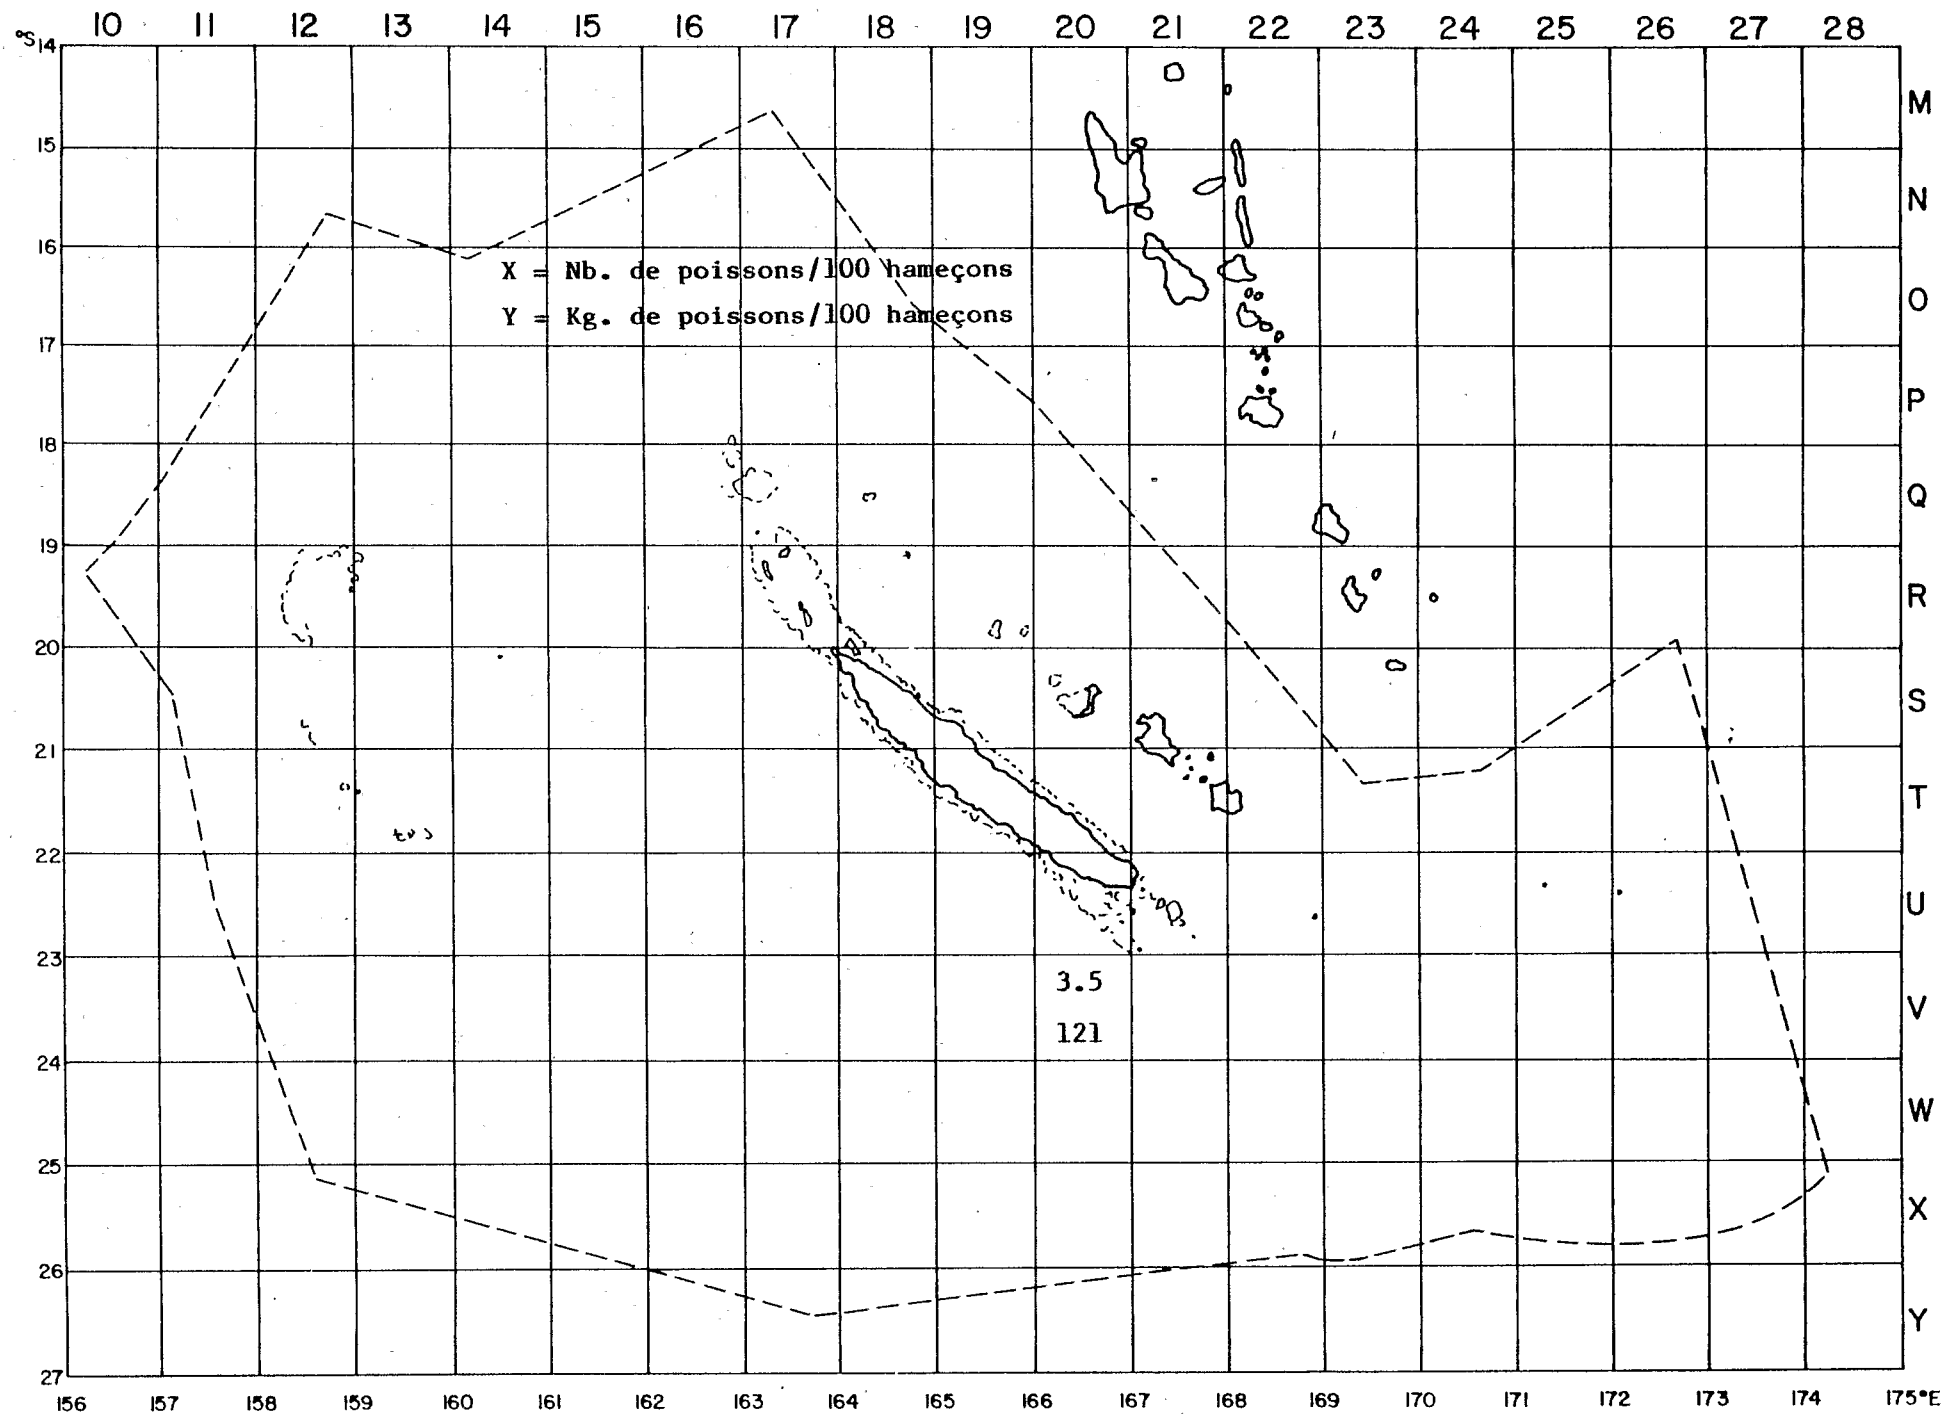 10 11 12 13 14 15 16 17 18 19 20 21 22 23 24 25 26 27 28
°S 14
M
15
N
16
X = Nb. de poissons/100 hameçons
O
Y = Kg. de poissons/100 hameçons
17
P
18
Q
19
R
20
S
21
T
22
U
23
3.5
V
121
24
W
25
X
26
Y
27
156 157 158 159 160 161 162 163 164 165 166 167 168 169 170 171 172 173 174 175°E